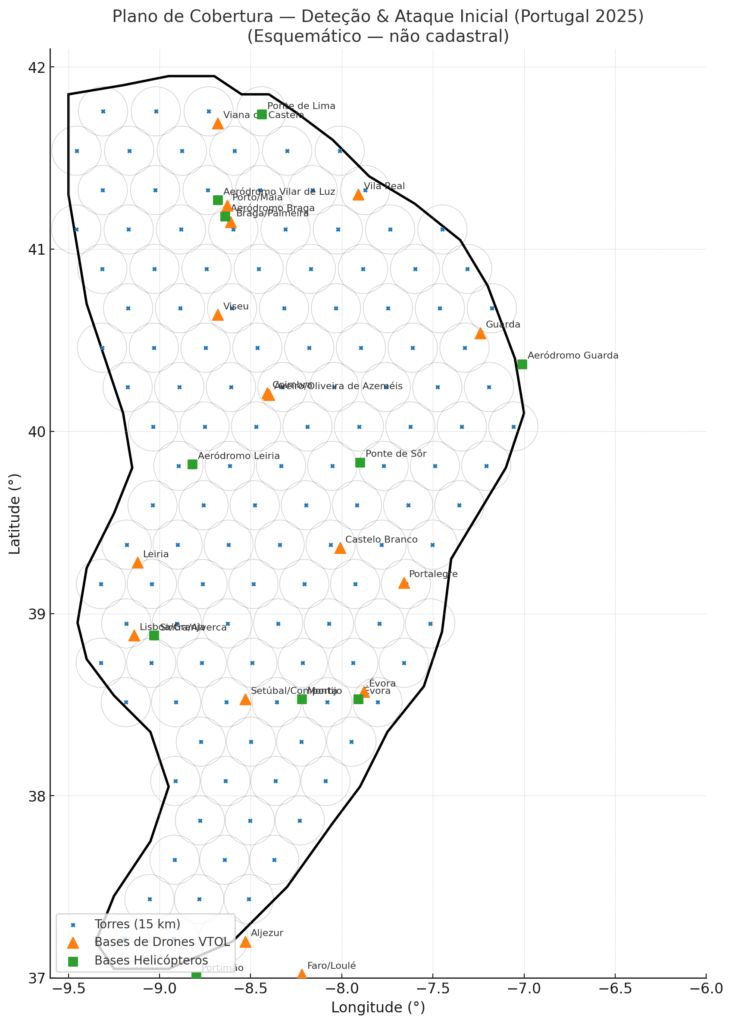 Plano de Cobertura — Deteção & Ataque Inicial (Portugal 2025)
(Esquemático — não cadastral)
42
41
40
39
38
37
Latitude (°)
Ponte de Lima
Viana do Castelo
Vila Real
Aeródromo Vilar de Luz
Porto/Maia
Aeródromo Braga
Braga/Palmeira
Viseu
Guarda
Aeródromo Guarda
Coimbra
Aveiro/Oliveira de Azeméis
Aeródromo Leiria
Ponte de Sôr
Castelo Branco
Leiria
Portalegre
Évora
Setúbal/Comporta
Montijo
Évora
Aljezur
Faro/Loulé
Portimão
Torres (15 km)
Bases de Drones VTOL
Bases Helicópteros
−9.5
−9.0
−8.5
−8.0
−7.5
−7.0
−6.5
−6.0
Longitude (°)